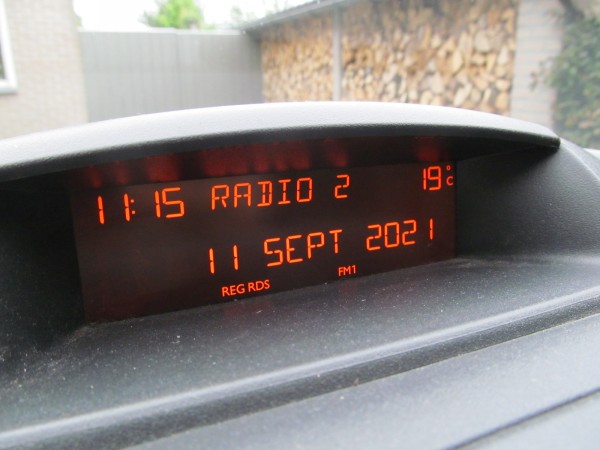 11:15 RADIO 2 19°C
11 SEPT 2021
REG RDS FM1